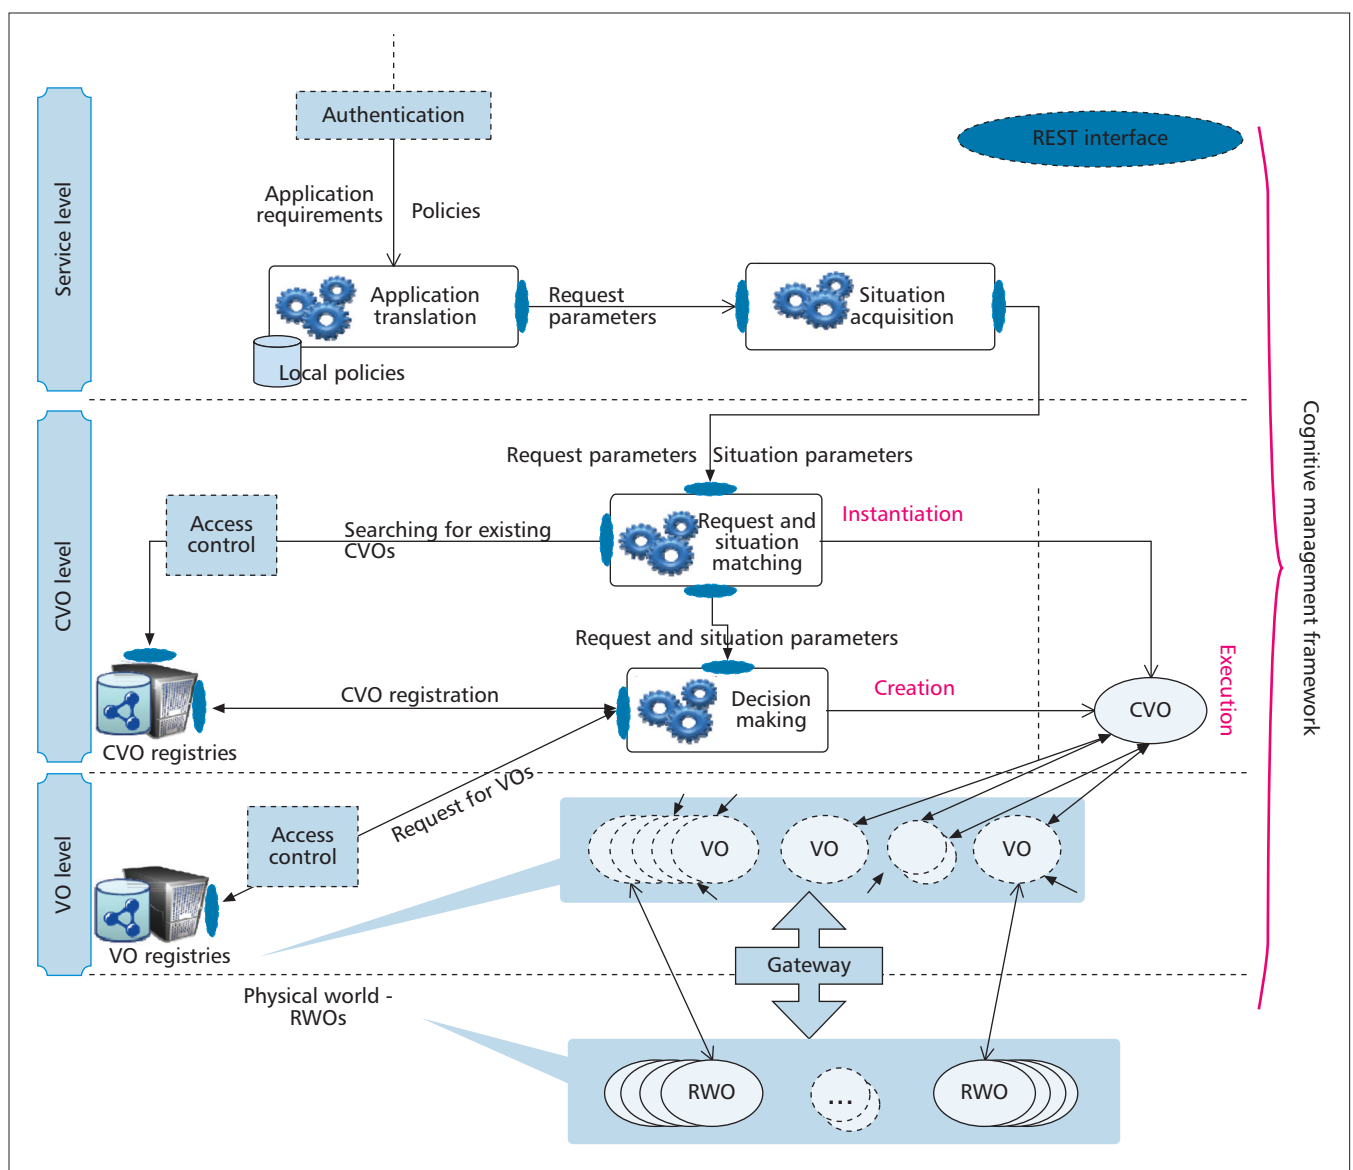 Authentication
REST interface
Service level
Application
requirements
Policies
Application
translation
Request
parameters
Situation
acquisition
Local policies
Cognitive management framework
CVO level
Request parameters
Situation parameters
Access
control
Searching for existing
CVOs
Request and
situation
matching
Instantiation
Request and situation parameters
Execution
CVO registration
Decision
making
Creation
CVO
CVO registries
VO level
Request for VOs
Access
control
VO
VO
VO
VO registries
Gateway
Physical world -
RWOs
RWO
...
RWO